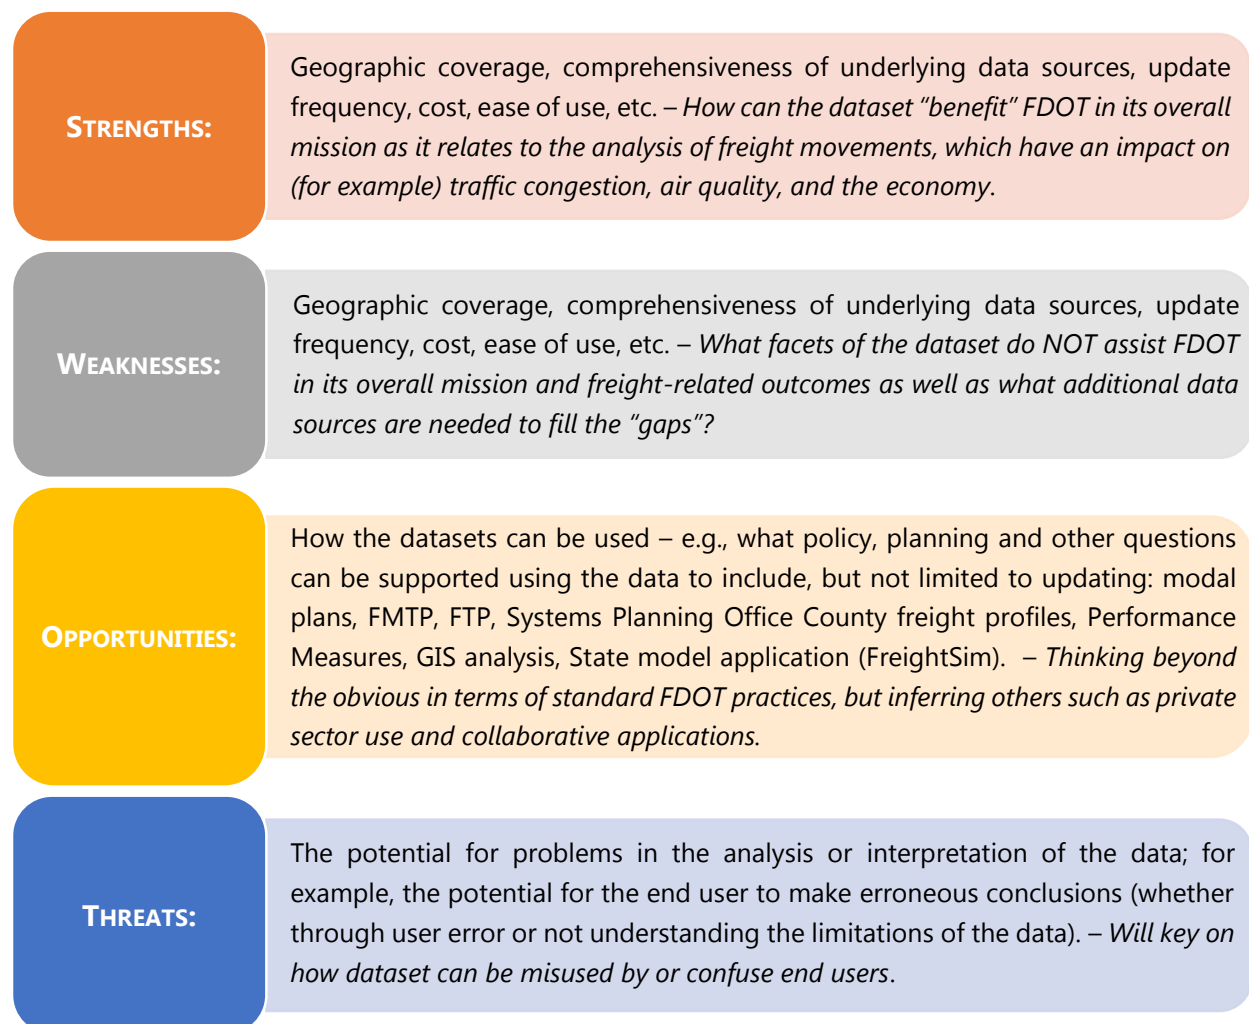 STRENGTHS:
Geographic coverage, comprehensiveness of underlying data sources, update
frequency, cost, ease of use, etc. – How can the dataset “benefit” FDOT in its overall
mission as it relates to the analysis of freight movements, which have an impact on
(for example) traffic congestion, air quality, and the economy.
WEAKNESSES:
Geographic coverage, comprehensiveness of underlying data sources, update
frequency, cost, ease of use, etc. – What facets of the dataset do NOT assist FDOT
in its overall mission and freight-related outcomes as well as what additional data
sources are needed to fill the “gaps”?
OPPORTUNITIES:
How the datasets can be used – e.g., what policy, planning and other questions
can be supported using the data to include, but not limited to updating: modal
plans, FMTP, FTP, Systems Planning Office County freight profiles, Performance
Measures, GIS analysis, State model application (FreightSim). – Thinking beyond
the obvious in terms of standard FDOT practices, but inferring others such as private
sector use and collaborative applications.
THREATS:
The potential for problems in the analysis or interpretation of the data; for
example, the potential for the end user to make erroneous conclusions (whether
through user error or not understanding the limitations of the data). – Will key on
how dataset can be misused by or confuse end users.